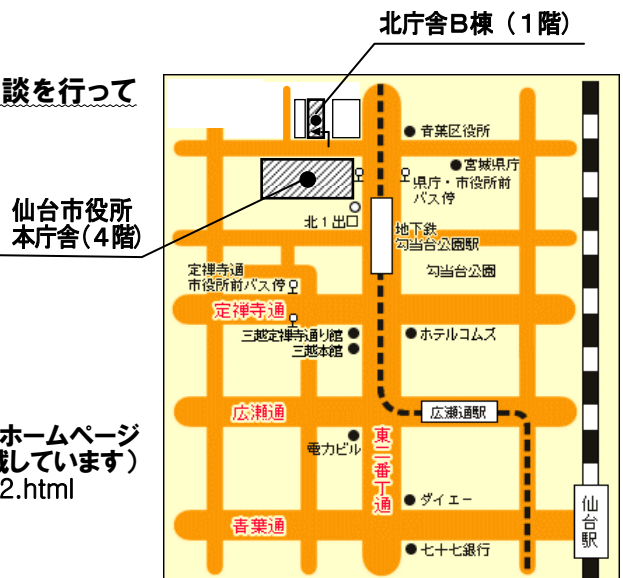 北庁舎B棟（1階）
談を行って
青葉区役所
宮城県庁
県庁・市役所前
バス停
仙台市役所
本庁舎(4階)
北1出口
地下鉄
勾当台公園駅
勾当台公園
定禅寺通
市役所前バス停
定禅寺通
三越定禅寺通り館
三越本館
ホテルコムズ
広瀬通
広瀬通駅
ホームページ
載しています）
2.html
電力ビル
東二番丁通
ダイエー
仙台駅
青葉通
七十七銀行